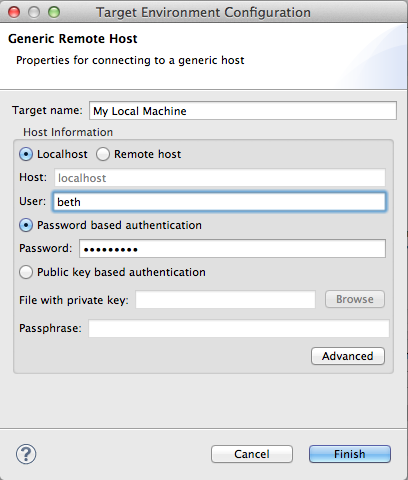 Target Environment Configuration
Generic Remote Host
Properties for connecting to a generic host
Target name: My Local Machine
Host Information
Localhost Remote host
Host: localhost
User: beth
Password based authentication
Password: •••••••••
Public key based authentication
File with private key: Browse
Passphrase:
Advanced
? Cancel Finish